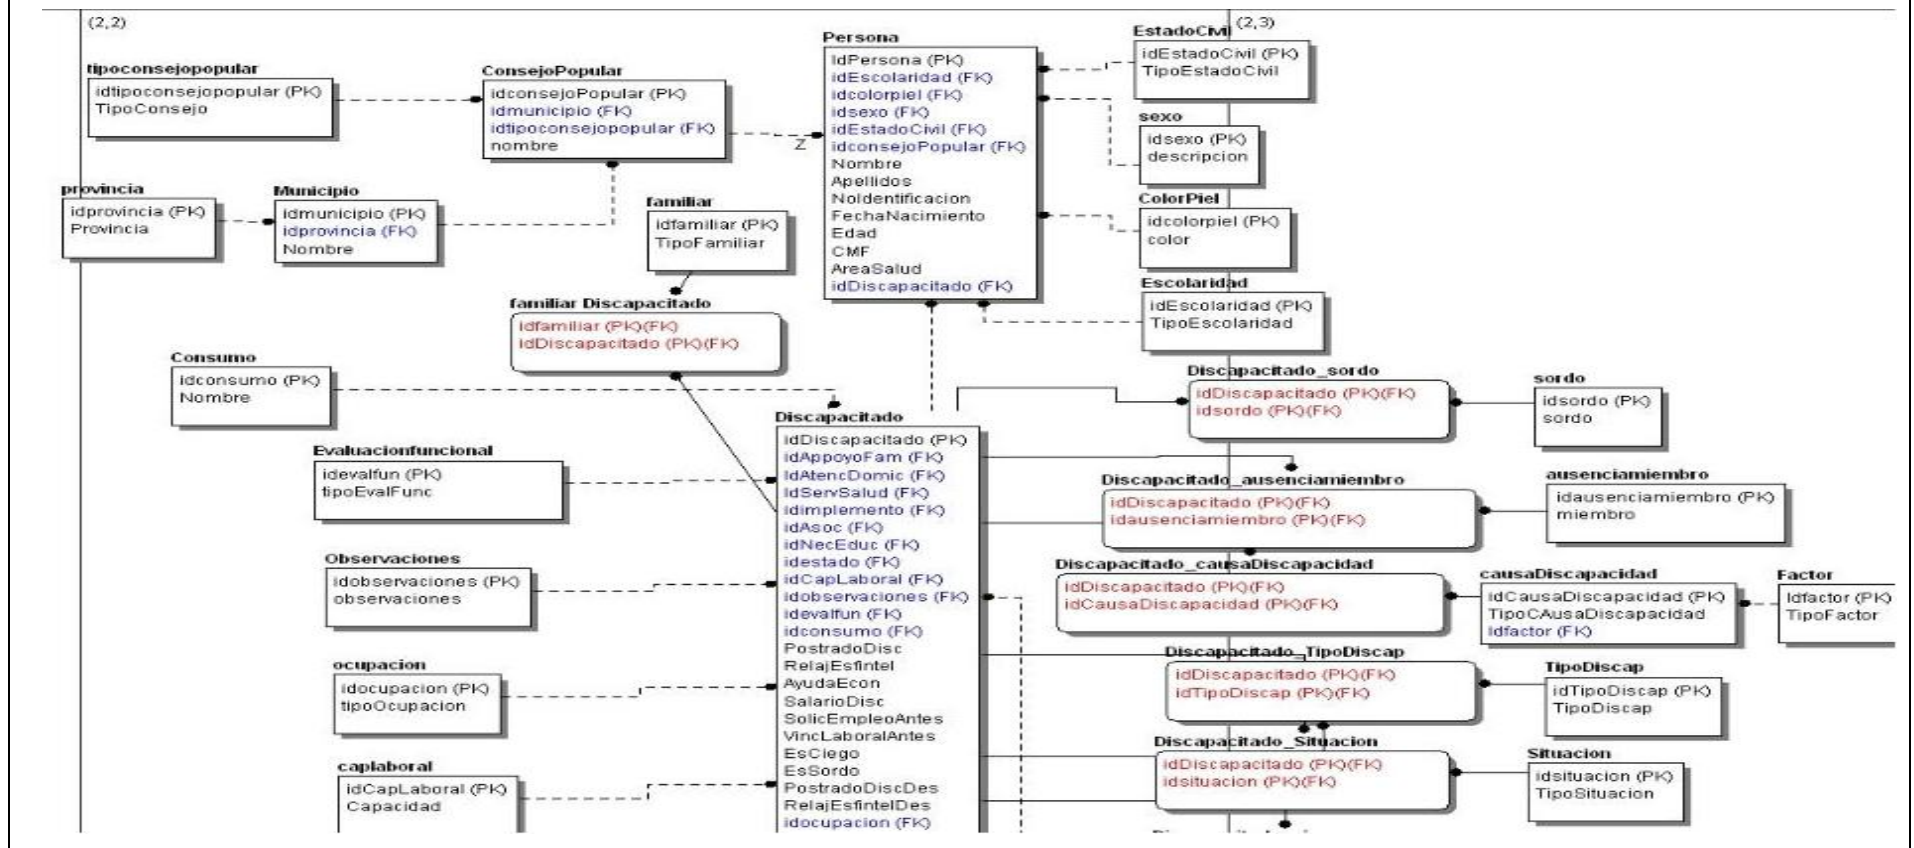 (2,2)
(2,3)
tipoconsejopopular
idtipoconsejopopular (PK)
TipoConsejo
ConsejoPopular
idconsejoPopular (PK)
idmunicipio (FK)
idtipoconsejopopular (FK)
nombre
Z
Persona
IdPersona (PK)
idEscolaridad (FK)
idcolorpiel (FK)
idsexo (FK)
idEstadoCivil (FK)
idconsejoPopular (FK)
Nombre
Apellidos
NoIdentificacion
FechaNacimiento
Edad
CMF
AreaSalud
idDiscapacitado (FK)
EstadoCivil
idEstadoCivil (PK)
TipoEstadoCivil
sexo
idsexo (PK)
descripcion
ColorPiel
idcolorpiel (PK)
color
Escolaridad
idEscolaridad (PK)
TipoEscolaridad
provincia
idprovincia (PK)
Provincia
Municipio
idmunicipio (PK)
idprovincia (FK)
Nombre
familiar
idfamiliar (PK)
TipoFamiliar
familiar Discapacitado
idfamiliar (PK)(FK)
idDiscapacitado (PK)(FK)
Consumo
idconsumo (PK)
Nombre
Evaluacionfuncional
idevalfun (PK)
tipoEvalFunc
Observaciones
idobservaciones (PK)
observaciones
ocupacion
idocupacion (PK)
tipoOcupacion
caplaboral
idCapLaboral (PK)
Capacidad
Discapacitado
idDiscapacitado (PK)
idAppoyoFam (FK)
IdAtencDomic (FK)
IdServSalud (FK)
Idimplemento (FK)
idAsoc (FK)
idNecEduc (FK)
idestado (FK)
idCapLaboral (FK)
idobservaciones (FK)
idevalfun (FK)
idconsumo (FK)
PostradoDisc
RelajEsfintel
AyudaEcon
SalarioDisc
SolicEmpleoAntes
VincLaboralAntes
EsCiego
EsSordo
PostradoDiscDes
RelajEsfintelDes
idocupacion (FK)
Discapacitado_sordo
idDiscapacitado (PK)(FK)
idsordo (PK)(FK)
sordo
idsordo (PK)
sordo
Discapacitado_ausenciamiembro
idDiscapacitado (PK)(FK)
idausenciamiembro (PK)(FK)
ausenciamiembro
idausenciamiembro (PK)
miembro
Discapacitado_causaDiscapacidad
idDiscapacitado (PK)(FK)
idCausaDiscapacidad (PK)(FK)
causaDiscapacidad
idCausaDiscapacidad (PK)
TipoCAusaDiscapacidad
Idfactor (FK)
Factor
Idfactor (PK)
TipoFactor
Discapacitado_TipoDiscap
idDiscapacitado (PK)(FK)
idTipoDiscap (PK)(FK)
TipoDiscap
idTipoDiscap (PK)
TipoDiscap
Discapacitado_Situacion
idDiscapacitado (PK)(FK)
idsituacion (PK)(FK)
Situacion
idsituacion (PK)
TipoSituacion